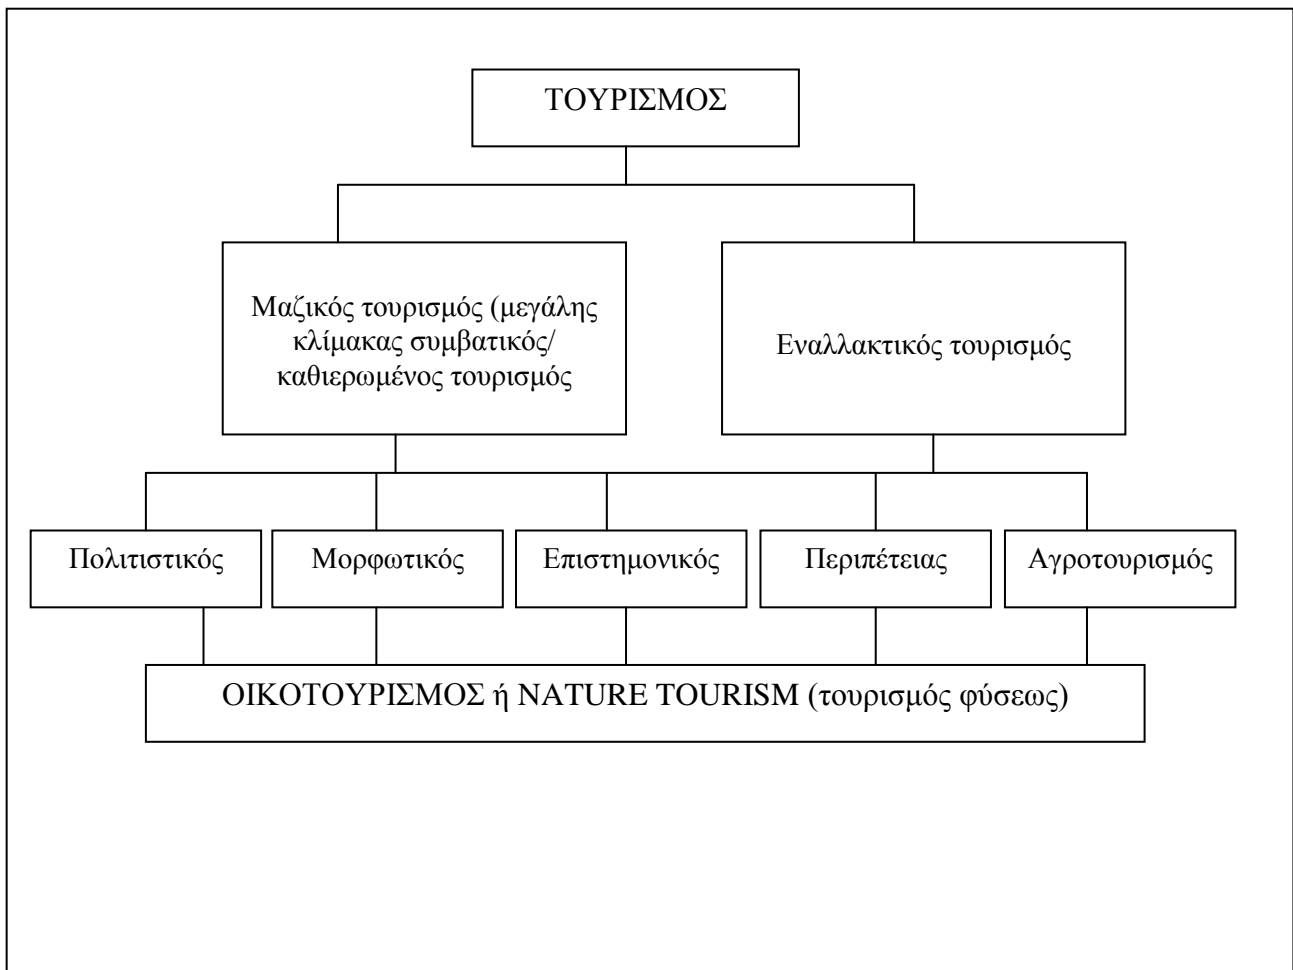 ΤΟΥΡΙΣΜΟΣ
Μαζικός τουρισμός (μεγάλης
κλίμακας συμβατικός/
καθιερωμένος τουρισμός
Εναλλακτικός τουρισμός
Πολιτιστικός
Μορφωτικός
Επιστημονικός
Περιπέτειας
Αγροτουρισμός
ΟΙΚΟΤΟΥΡΙΣΜΟΣ ή NATURE TOURISM (τουρισμός φύσεως)